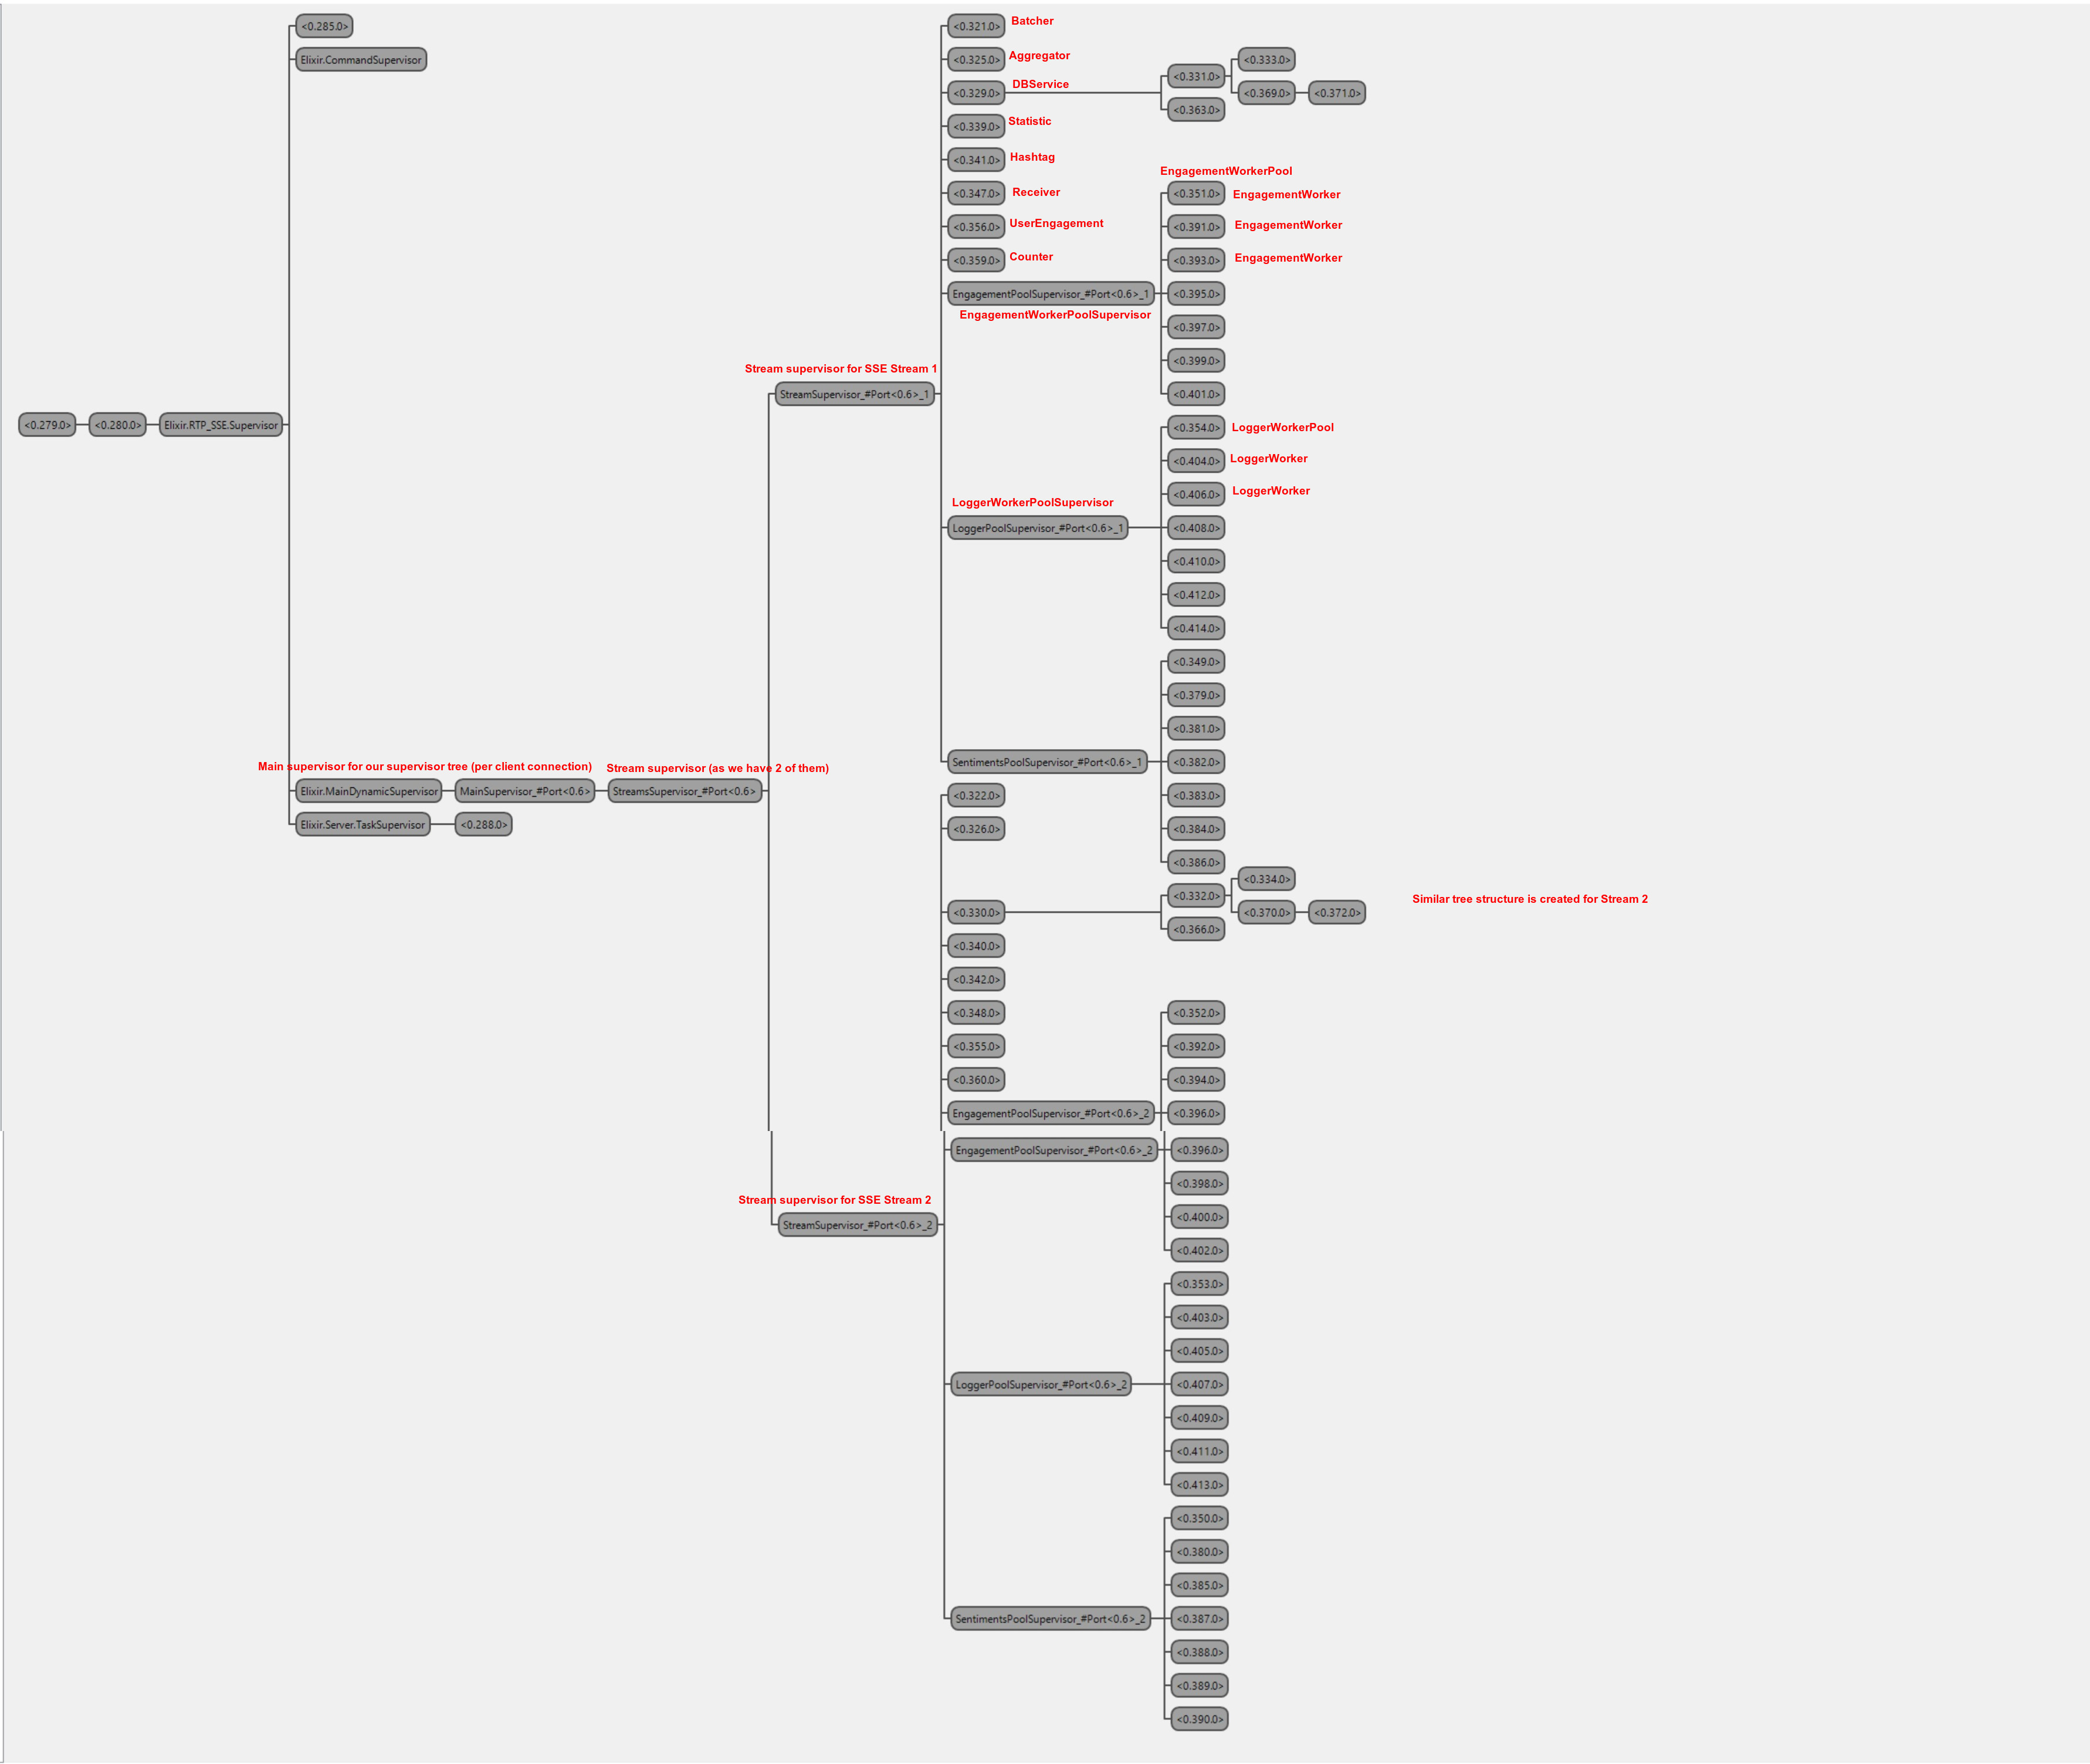 <0.285.0>
Elixir.CommandSupervisor
<0.321.0> Batcher
<0.325.0> Aggregator
<0.333.0>
<0.331.0>
<0.329.0> DBService
<0.369.0> <0.371.0>
<0.363.0>
<0.339.0> Statistic
<0.341.0> Hashtag
EngagementWorkerPool
<0.347.0> Receiver
<0.351.0> EngagementWorker
<0.356.0> UserEngagement
<0.391.0> EngagementWorker
<0.359.0> Counter
<0.393.0> EngagementWorker
EngagementPoolSupervisor_#Port<0.6>_1
<0.395.0>
EngagementWorkerPoolSupervisor
<0.397.0>
<0.399.0>
Stream supervisor for SSE Stream 1
StreamSupervisor_#Port<0.6>_1
<0.401.0>
<0.279.0> <0.280.0> Elixir.RTP_SSE.Supervisor
<0.354.0> LoggerWorkerPool
<0.404.0> LoggerWorker
<0.406.0> LoggerWorker
LoggerWorkerPoolSupervisor
LoggerPoolSupervisor_#Port<0.6>_1
<0.408.0>
<0.410.0>
<0.412.0>
<0.414.0>
<0.349.0>
<0.379.0>
<0.381.0>
SentimentsPoolSupervisor_#Port<0.6>_1
<0.382.0>
Main supervisor for our supervisor tree (per client connection)
Stream supervisor (as we have 2 of them)
Elixir.MainDynamicSupervisor MainSupervisor_#Port<0.6> StreamsSupervisor_#Port<0.6>
<0.322.0>
<0.383.0>
Elixir.Server.TaskSupervisor <0.288.0>
<0.326.0>
<0.384.0>
<0.386.0>
<0.334.0>
<0.332.0>
Similar tree structure is created for Stream 2
<0.330.0>
<0.370.0> <0.372.0>
<0.366.0>
<0.340.0>
<0.342.0>
<0.348.0>
<0.352.0>
<0.355.0>
<0.392.0>
<0.360.0>
<0.394.0>
EngagementPoolSupervisor_#Port<0.6>_2
<0.396.0>
EngagementPoolSupervisor_#Port<0.6>_2
<0.396.0>
<0.398.0>
Stream supervisor for SSE Stream 2
<0.400.0>
StreamSupervisor_#Port<0.6>_2
<0.402.0>
<0.353.0>
<0.403.0>
<0.405.0>
LoggerPoolSupervisor_#Port<0.6>_2
<0.407.0>
<0.409.0>
<0.411.0>
<0.413.0>
<0.350.0>
<0.380.0>
<0.385.0>
SentimentsPoolSupervisor_#Port<0.6>_2
<0.387.0>
<0.388.0>
<0.389.0>
<0.390.0>